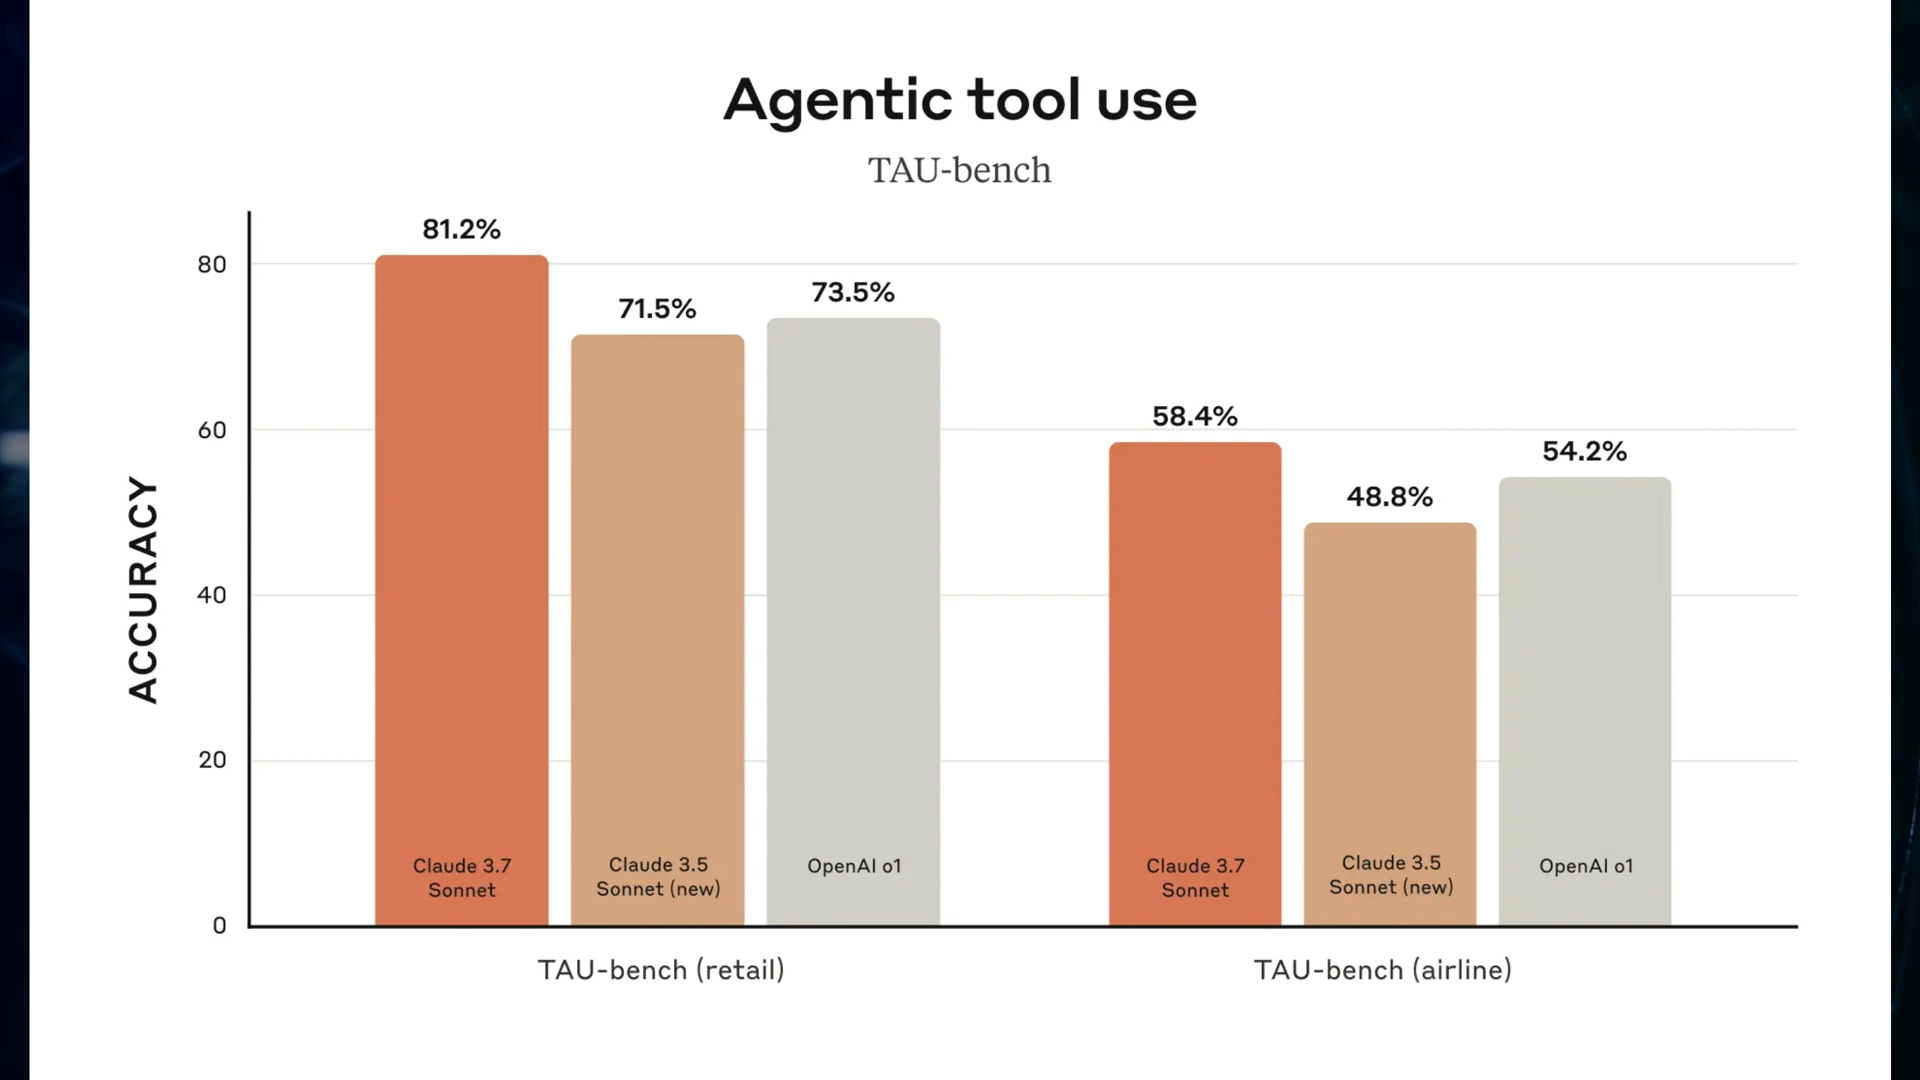 Agentic tool use
TAU-bench
81.2%
71.5%
73.5%
58.4%
48.8%
54.2%
ACCURACY
80
60
40
20
0
Claude 3.7
Sonnet
Claude 3.5
Sonnet (new)
OpenAI o1
Claude 3.7
Sonnet
Claude 3.5
Sonnet (new)
OpenAI o1
TAU-bench (retail)
TAU-bench (airline)